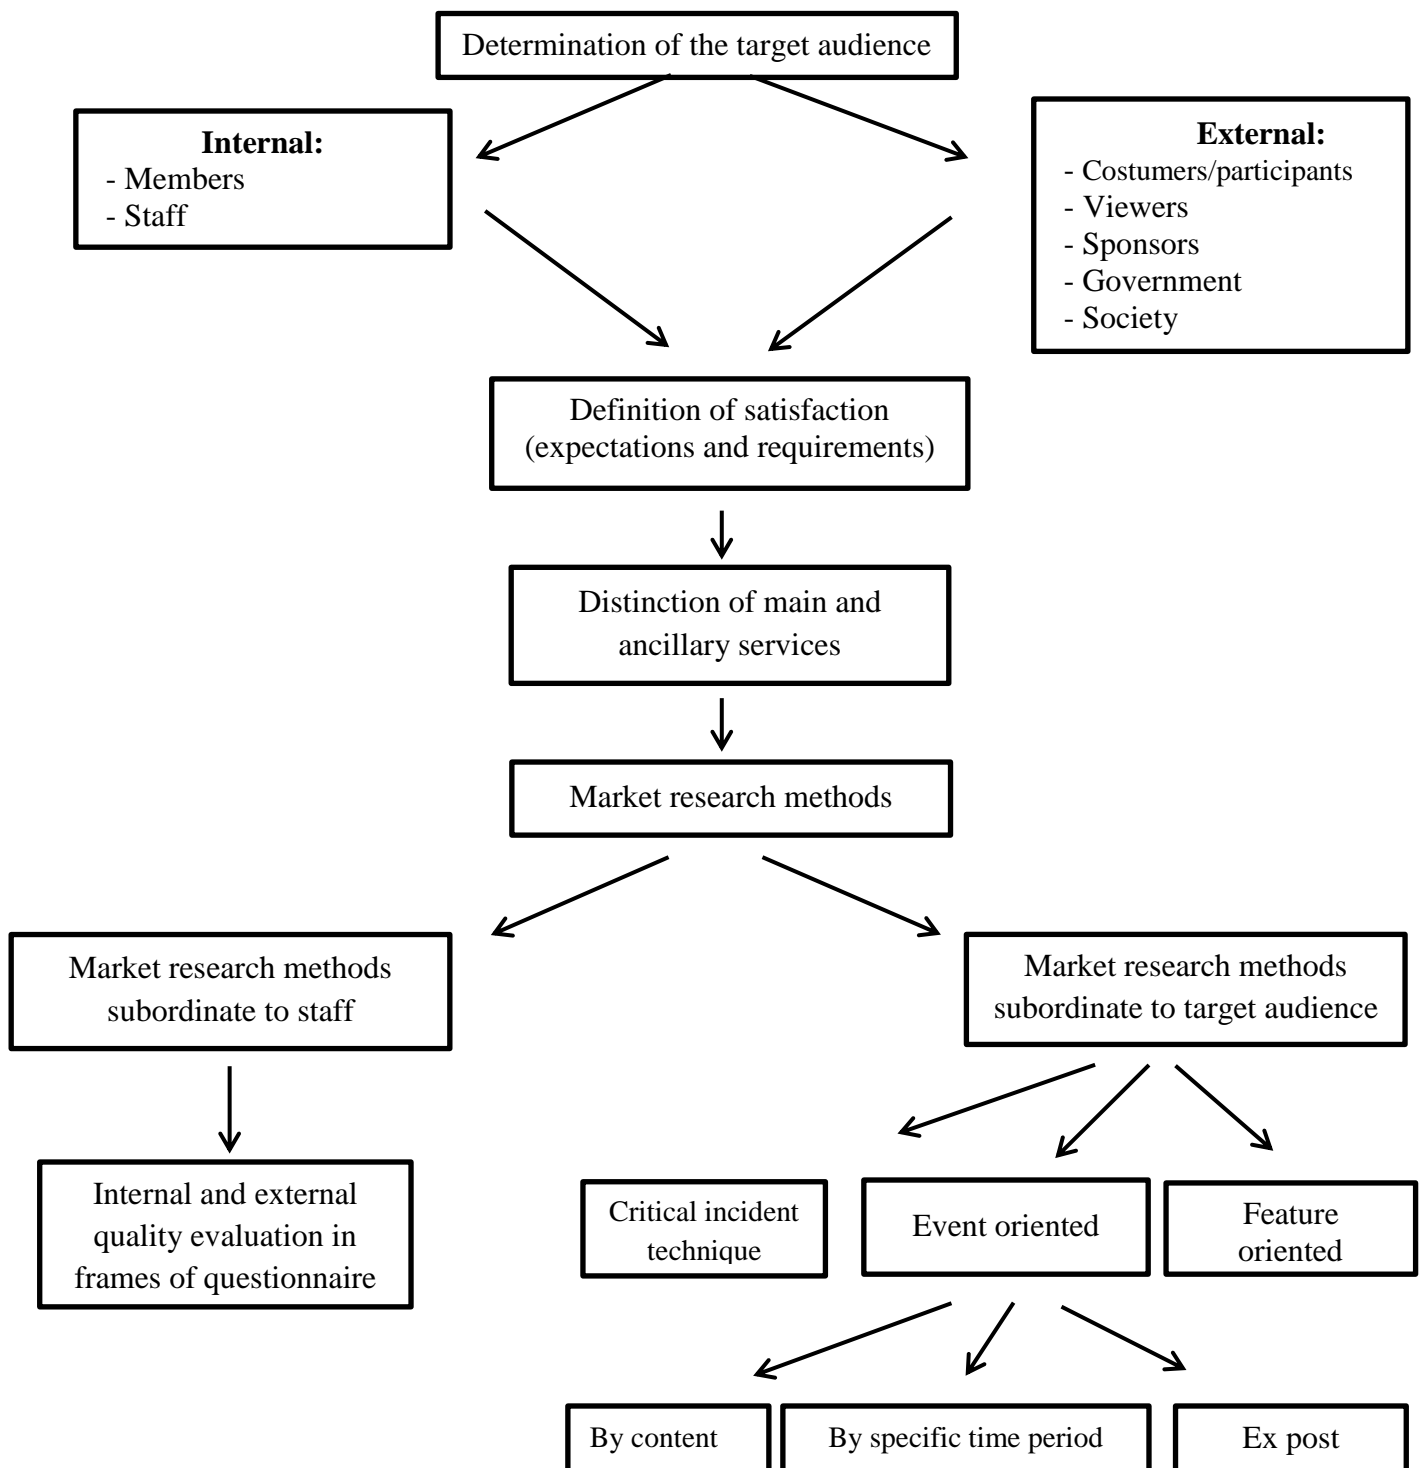 Determination of the target audience
Internal:
- Members
- Staff
External:
- Costumers/participants
- Viewers
- Sponsors
- Government
- Society
Definition of satisfaction
(expectations and requirements)
Distinction of main and
ancillary services
Market research methods
Market research methods
subordinate to staff
Market research methods
subordinate to target audience
Internal and external
quality evaluation in
frames of questionnaire
Critical incident
technique
Event oriented
Feature
oriented
By content
By specific time period
Ex post